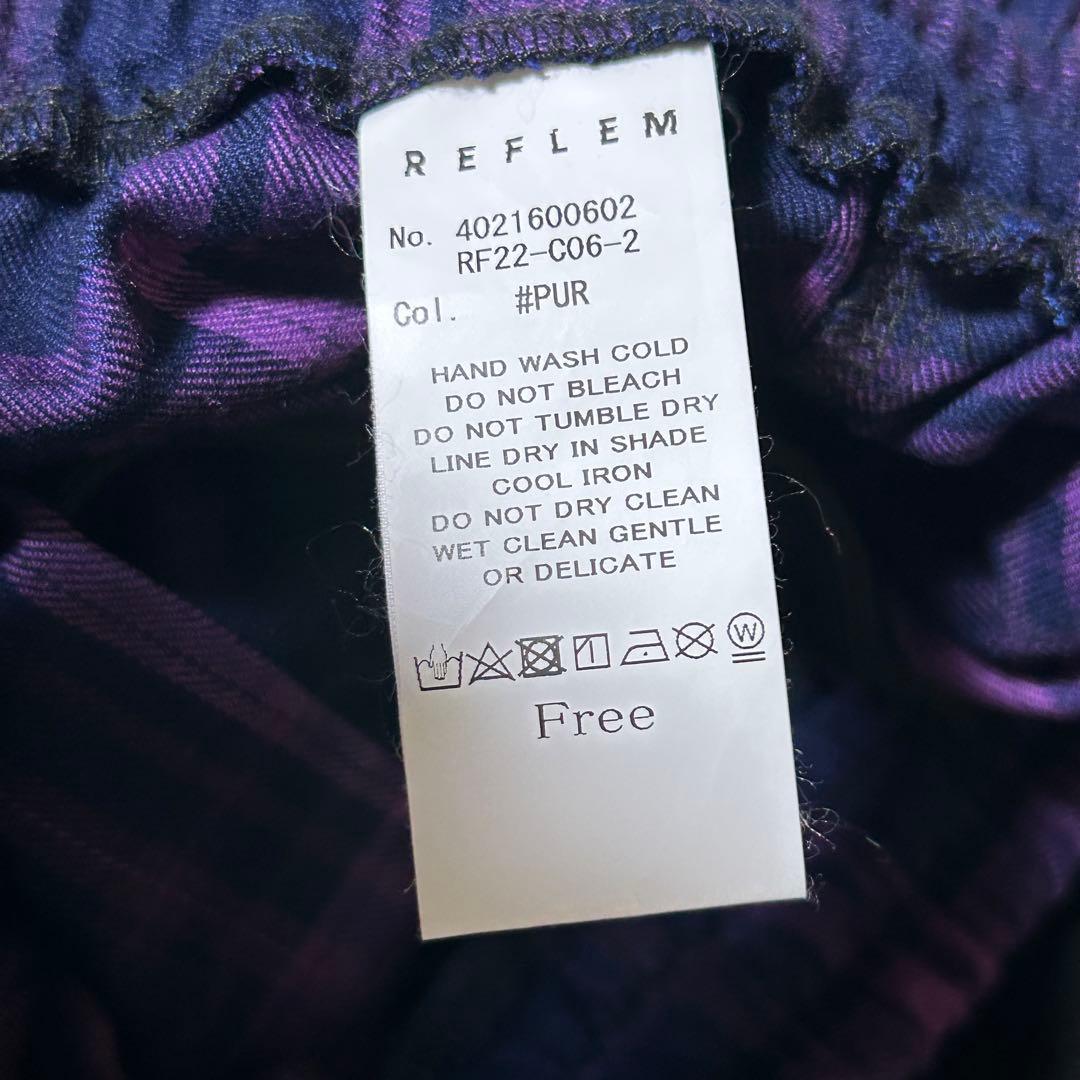 REFLEM
No. 4021600602
RF22-C06-2
Col. #PUR
HAND WASH COLD
DO NOT BLEACH
DO NOT TUMBLE DRY
LINE DRY IN SHADE
COOL IRON
DO NOT DRY CLEAN
WET CLEAN GENTLE
OR DELICATE
W
Free